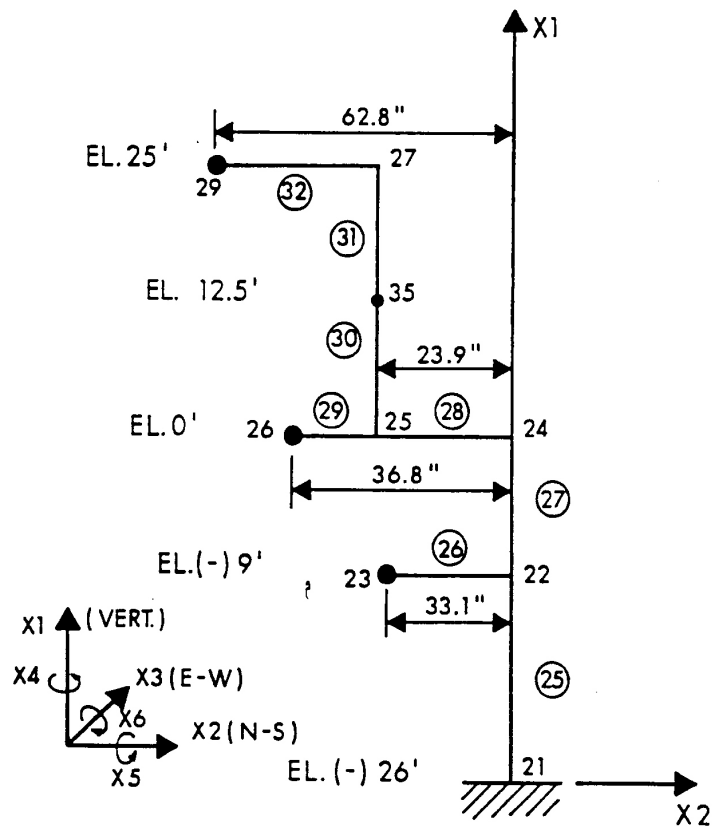 X1
62.8"
EL. 25'
27
29
32
31
EL. 12.5'
35
30
23.9"
29
28
EL. 0'
26
25
24
36.8"
27
26
EL.(-) 9'
23
22
33.1"
X1 (VERT.)
X4
X3 (E-W)
25
X6
X2 (N-S)
X5
EL. (-) 26'
21
X2